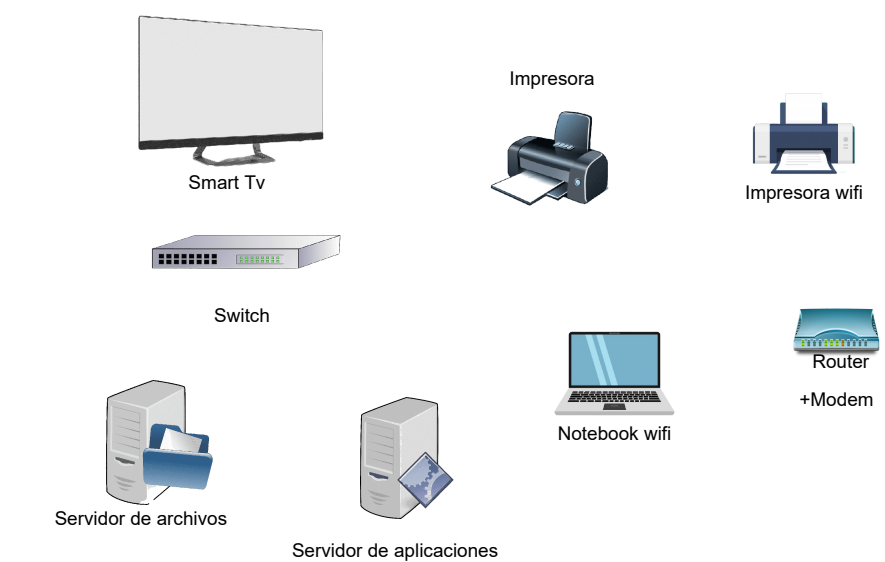 Impresora
Smart Tv
Impresora wifi
Switch
Router
+Modem
Notebook wifi
Servidor de archivos
Servidor de aplicaciones